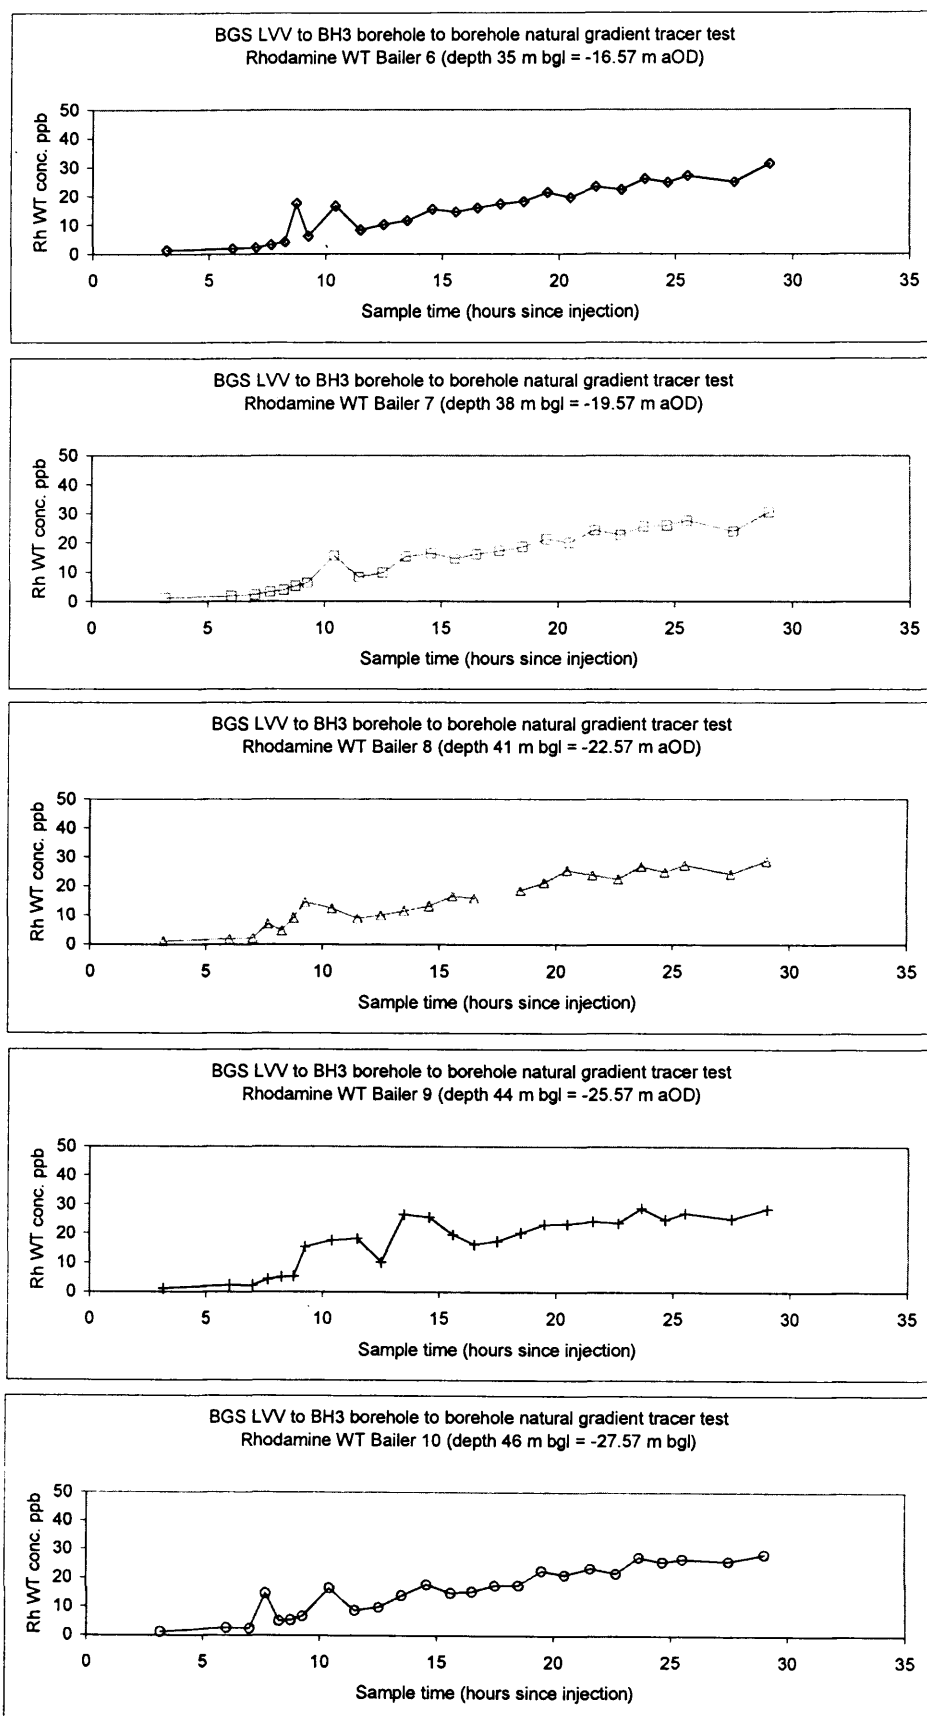 BGS LVV to BH3 borehole to borehole natural gradient tracer test
Rhodamine WT Bailer 6 (depth 35 m bgl = -16.57 m aOD)
Rh WT conc. ppb
50
40
30
20
10
0
0 5 10 15 20 25 30 35
Sample time (hours since injection)
BGS LVV to BH3 borehole to borehole natural gradient tracer test
Rhodamine WT Bailer 7 (depth 38 m bgl = -19.57 m aOD)
Rh WT conc. ppb
50
40
30
20
10
0
0 5 10 15 20 25 30 35
Sample time (hours since injection)
BGS LVV to BH3 borehole to borehole natural gradient tracer test
Rhodamine WT Bailer 8 (depth 41 m bgl = -22.57 m aOD)
Rh WT conc. ppb
50
40
30
20
10
0
0 5 10 15 20 25 30 35
Sample time (hours since injection)
BGS LVV to BH3 borehole to borehole natural gradient tracer test
Rhodamine WT Bailer 9 (depth 44 m bgl = -25.57 m aOD)
Rh WT conc. ppb
50
40
30
20
10
0
0 5 10 15 20 25 30 35
Sample time (hours since injection)
BGS LVV to BH3 borehole to borehole natural gradient tracer test
Rhodamine WT Bailer 10 (depth 46 m bgl = -27.57 m bgl)
Rh WT conc. ppb
50
40
30
20
10
0
0 5 10 15 20 25 30 35
Sample time (hours since injection)